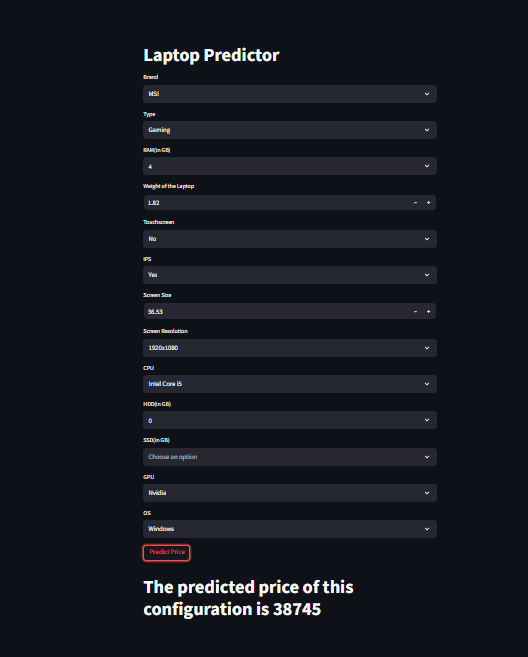 Laptop Predictor
Brand
MSI
Type
Gaming
RAM(in GB)
4
Weight of the Laptop
1.82
Touchscreen
No
IPS
Yes
Screen Size
36.53
Screen Resolution
1920x1080
CPU
Intel Core i5
HDD(in GB)
0
SSD(in GB)
Choose an option
GPU
Nvidia
OS
Windows
Predict Price
The predicted price of this
configuration is 38745